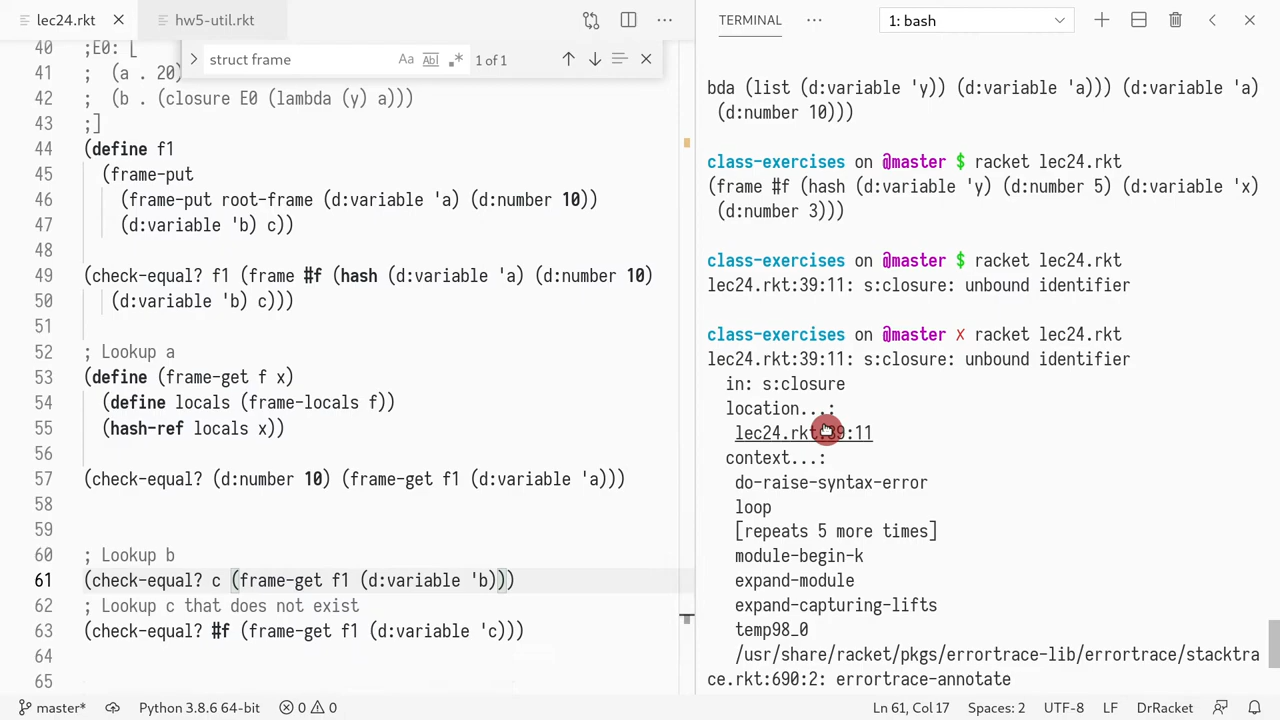 lec24.rkt
hw5-util.rkt
TERMINAL
1: bash
struct frame
Aa
Abl
.*
1 of 1
40 ;E0: [
41 ;  (a . 20)
42 ;  (b . (closure E0 (lambda (y) a)))
43 ;]
44 (define f1
45   (frame-put
46     (frame-put root-frame (d:variable 'a) (d:number 10))
47     (d:variable 'b) c))
48
49 (check-equal? f1 (frame #f (hash (d:variable 'a) (d:number 10)
50    (d:variable 'b) c)))
51
52 ; Lookup a
53 (define (frame-get f x)
54   (define locals (frame-locals f))
55   (hash-ref locals x))
56
57 (check-equal? (d:number 10) (frame-get f1 (d:variable 'a)))
58
59
60 ; Lookup b
61 (check-equal? c (frame-get f1 (d:variable 'b)))
62 ; Lookup c that does not exist
63 (check-equal? #f (frame-get f1 (d:variable 'c)))
64
65
bda (list (d:variable 'y)) (d:variable 'a))) (d:variable 'a)
(d:number 10)))
class-exercises on @master $ racket lec24.rkt
(frame #f (hash (d:variable 'y) (d:number 5) (d:variable 'x)
(d:number 3)))
class-exercises on @master $ racket lec24.rkt
lec24.rkt:39:11: s:closure: unbound identifier
class-exercises on @master ✗ racket lec24.rkt
lec24.rkt:39:11: s:closure: unbound identifier
in: s:closure
location...:
lec24.rkt:39:11
context...:
do-raise-syntax-error
loop
[repeats 5 more times]
module-begin-k
expand-module
expand-capturing-lifts
temp98_0
/usr/share/racket/pkgs/errortrace-lib/errortrace/stacktra
ce.rkt:690:2: errortrace-annotate
master*
Python 3.8.6 64-bit
0
0
Ln 61, Col 17
Spaces: 2
UTF-8
LF
DrRacket